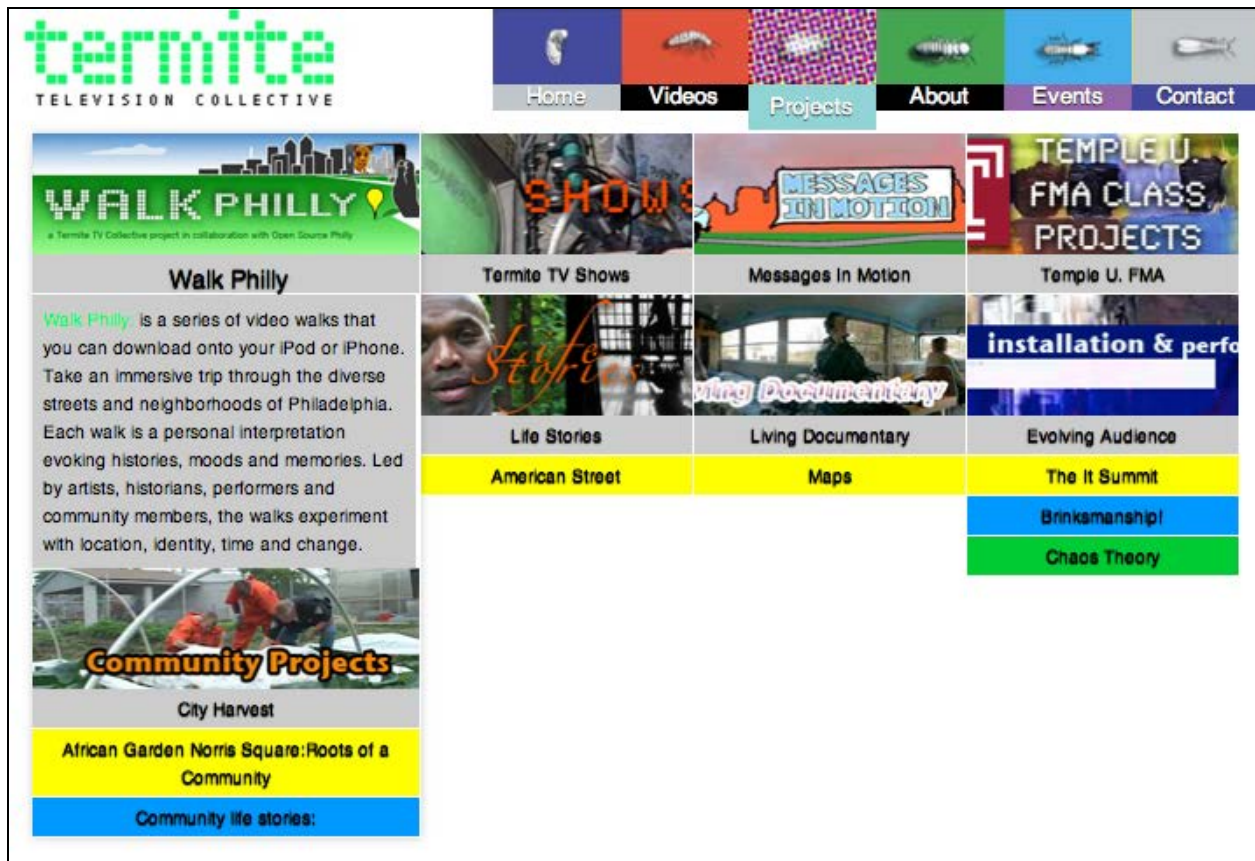 termite
TELEVISION COLLECTIVE
Home
Videos
Projects
About
Events
Contact
WALK PHILLY
a Termite TV Collective project in collaboration with Open Source Philly
Walk Philly
Walk Philly: is a series of video walks that
you can download onto your iPod or iPhone.
Take an immersive trip through the diverse
streets and neighborhoods of Philadelphia.
Each walk is a personal interpretation
evoking histories, moods and memories. Led
by artists, historians, performers and
community members, the walks experiment
with location, identity, time and change.
Community Projects
City Harvest
African Garden Norris Square:Roots of a
Community
Community life stories:
SHOWS
Termite TV Shows
Life
Stories
Life Stories
American Street
MESSAGES
IN MOTION
Messages In Motion
ving Documentary
Living Documentary
Maps
TEMPLE U.
FMA CLASS
PROJECTS
Temple U. FMA
installation & perfo
Evolving Audience
The It Summit
Brinksmanship!
Chaos Theory